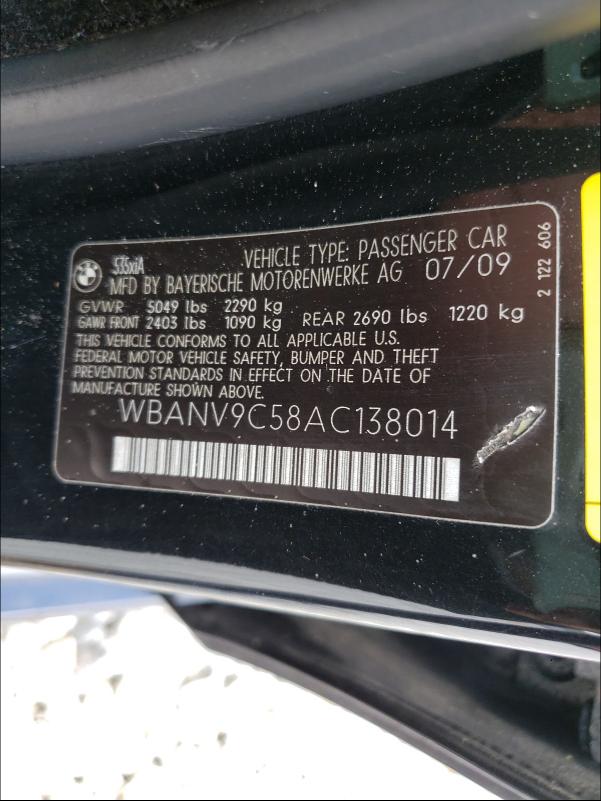 BMW
535xiA
VEHICLE TYPE: PASSENGER CAR
MFD BY BAYERISCHE MOTORENWERKE AG 07/09
GVWR 5049 lbs 2290 kg
GAWR FRONT 2403 lbs 1090 kg REAR 2690 lbs 1220 kg
THIS VEHICLE CONFORMS TO ALL APPLICABLE U.S.
FEDERAL MOTOR VEHICLE SAFETY, BUMPER AND THEFT
PREVENTION STANDARDS IN EFFECT ON THE DATE OF
MANUFACTURE SHOWN ABOVE.
WBANV9C58AC138014
2 122 606